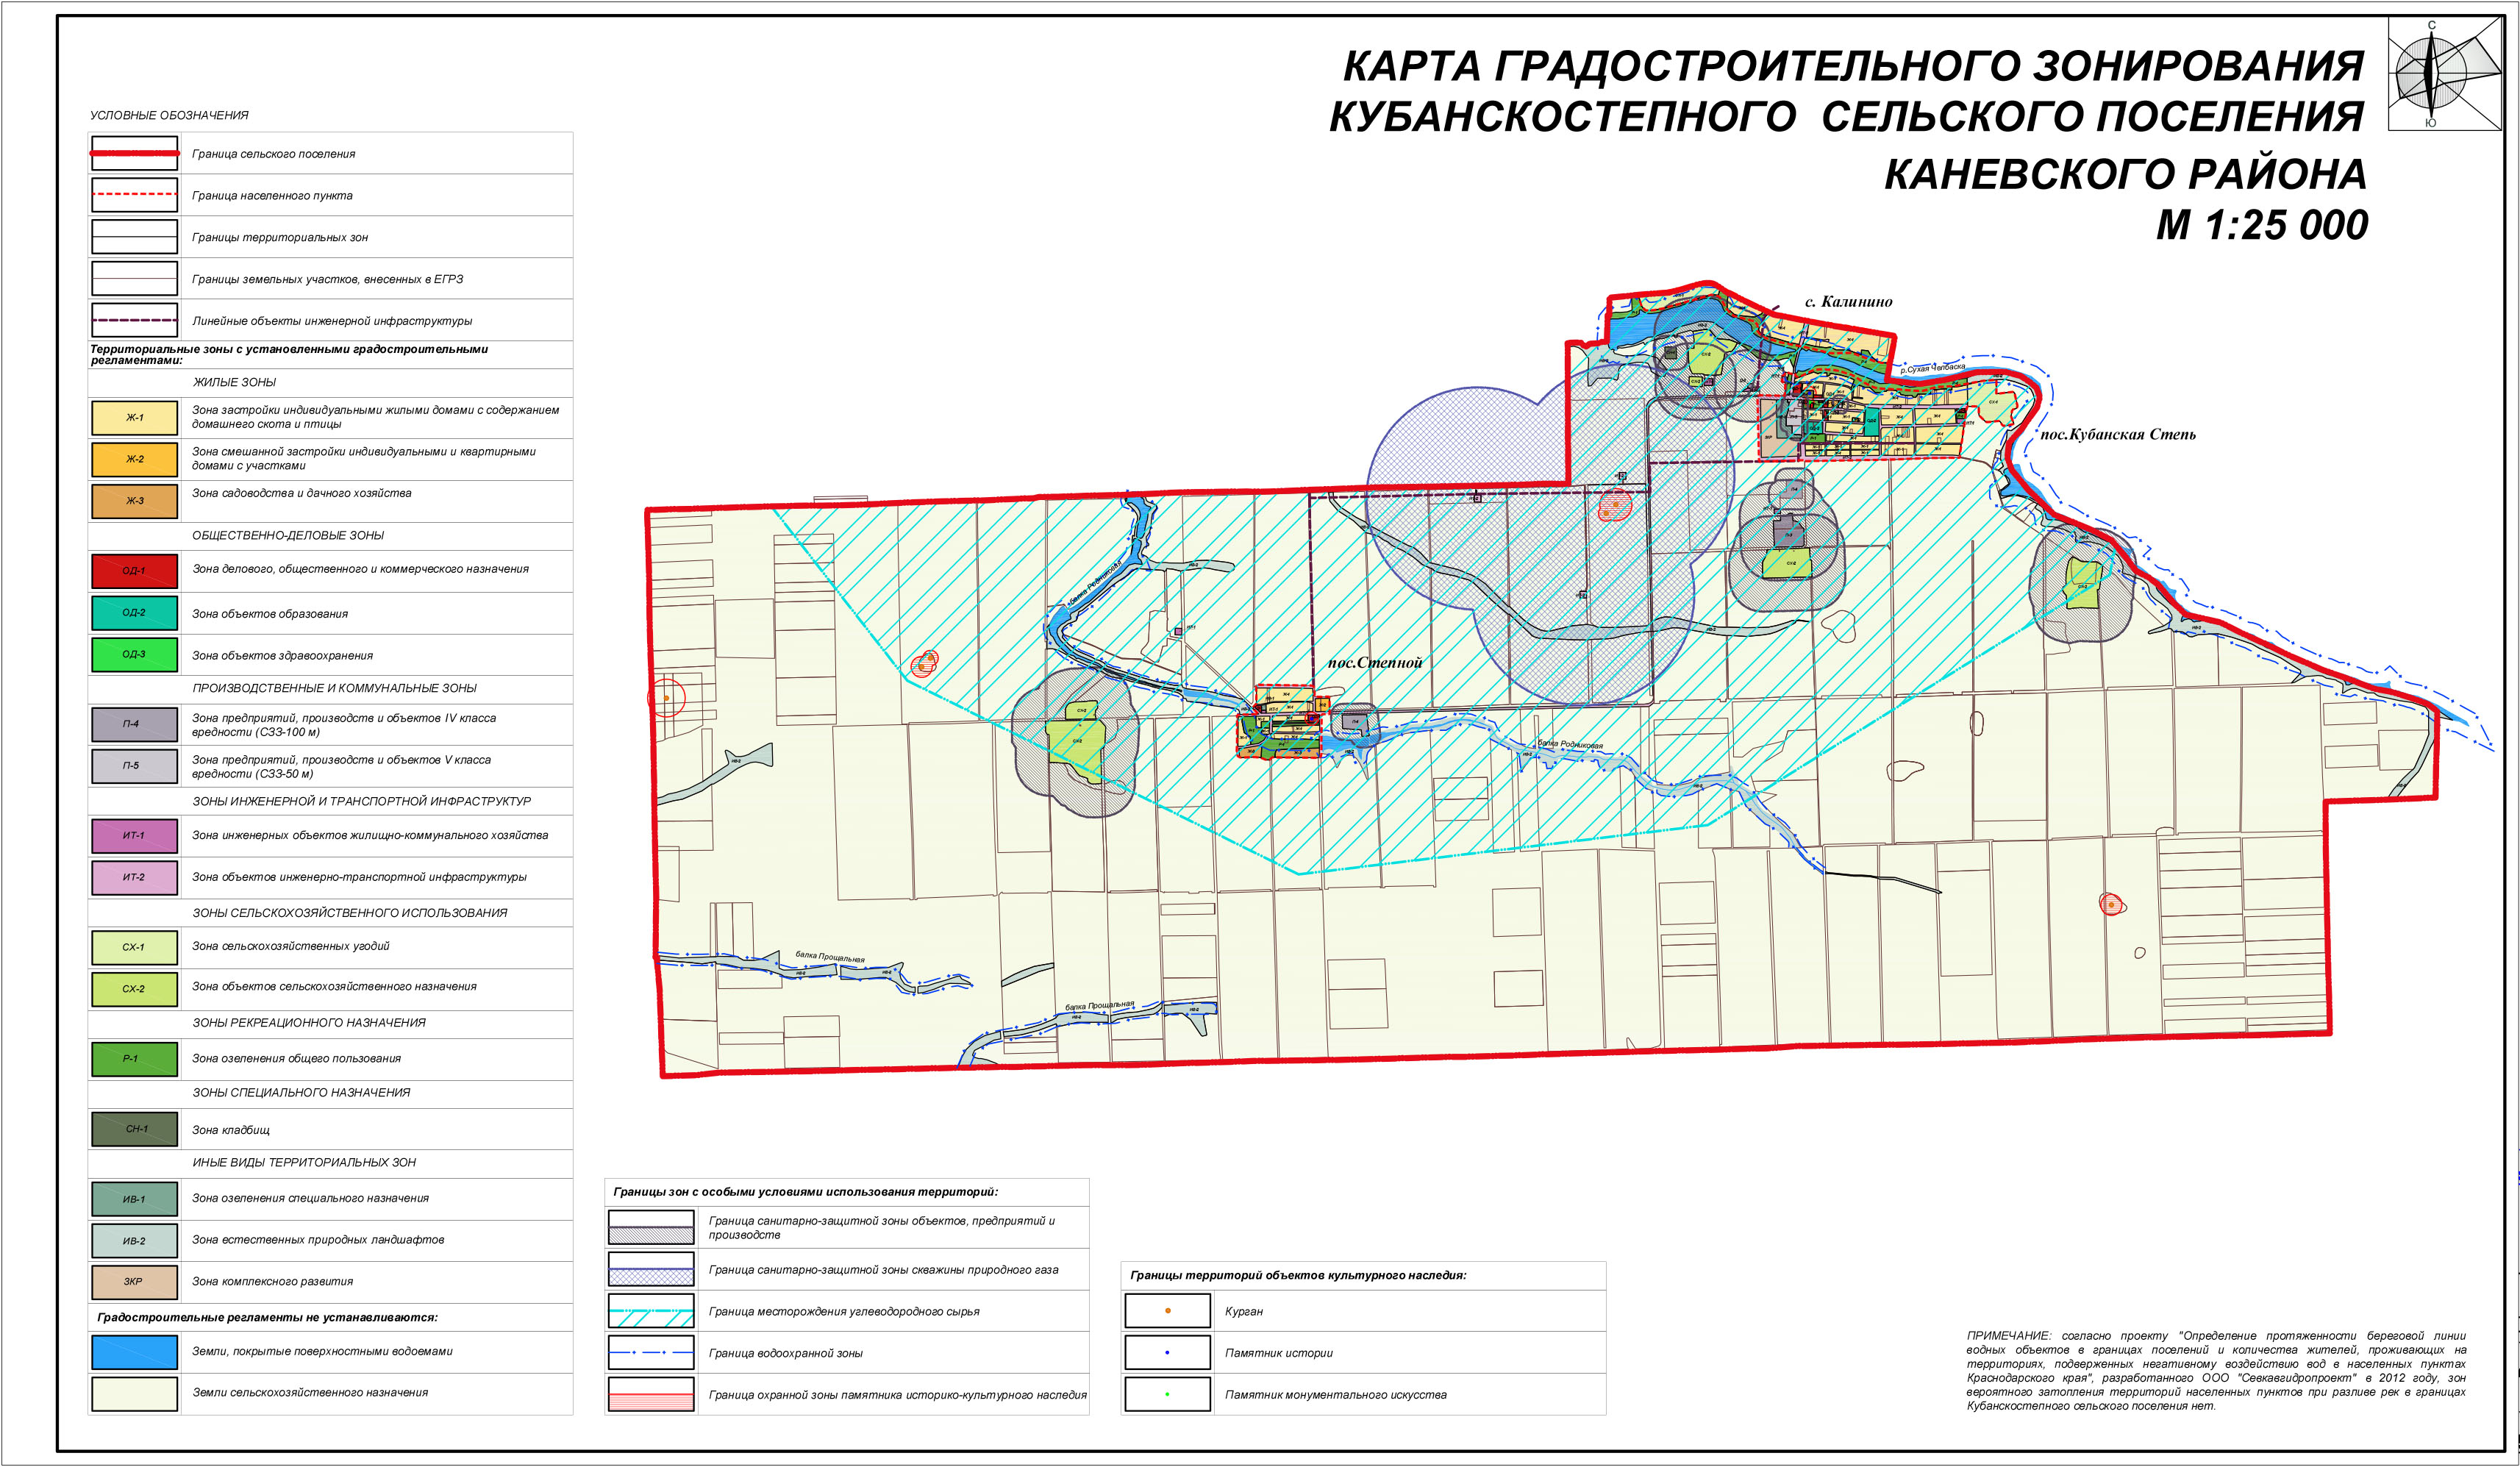 КАРТА ГРАДОСТРОИТЕЛЬНОГО ЗОНИРОВАНИЯ
КУБАНСКОСТЕПНОГО СЕЛЬСКОГО ПОСЕЛЕНИЯ
КАНЕВСКОГО РАЙОНА
М 1:25 000
С
Ю
УСЛОВНЫЕ ОБОЗНАЧЕНИЯ
Граница сельского поселения
Граница населенного пункта
Границы территориальных зон
Границы земельных участков, внесенных в ЕГРЗ
Линейные объекты инженерной инфраструктуры
Территориальные зоны с установленными градостроительными
регламентами:
ЖИЛЫЕ ЗОНЫ
Ж-1
Зона застройки индивидуальными жилыми домами с содержанием
домашнего скота и птицы
Ж-2
Зона смешанной застройки индивидуальными и квартирными
домами с участками
Ж-3
Зона садоводства и дачного хозяйства
ОБЩЕСТВЕННО-ДЕЛОВЫЕ ЗОНЫ
ОД-1
Зона делового, общественного и коммерческого назначения
ОД-2
Зона объектов образования
ОД-3
Зона объектов здравоохранения
ПРОИЗВОДСТВЕННЫЕ И КОММУНАЛЬНЫЕ ЗОНЫ
П-4
Зона предприятий, производств и объектов IV класса
вредности (СЗЗ-100 м)
П-5
Зона предприятий, производств и объектов V класса
вредности (СЗЗ-50 м)
ЗОНЫ ИНЖЕНЕРНОЙ И ТРАНСПОРТНОЙ ИНФРАСТРУКТУР
ИТ-1
Зона инженерных объектов жилищно-коммунального хозяйства
ИТ-2
Зона объектов инженерно-транспортной инфраструктуры
ЗОНЫ СЕЛЬСКОХОЗЯЙСТВЕННОГО ИСПОЛЬЗОВАНИЯ
СХ-1
Зона сельскохозяйственных угодий
СХ-2
Зона объектов сельскохозяйственного назначения
ЗОНЫ РЕКРЕАЦИОННОГО НАЗНАЧЕНИЯ
Р-1
Зона озеленения общего пользования
ЗОНЫ СПЕЦИАЛЬНОГО НАЗНАЧЕНИЯ
СН-1
Зона кладбищ
ИНЫЕ ВИДЫ ТЕРРИТОРИАЛЬНЫХ ЗОН
ИВ-1
Зона озеленения специального назначения
ИВ-2
Зона естественных природных ландшафтов
ЗКР
Зона комплексного развития
Градостроительные регламенты не устанавливаются:
Земли, покрытые поверхностными водоемами
Земли сельскохозяйственного назначения
с. Калинино
р.Сухая Челбаска
пос.Кубанская Степь
балка Родниковая
пос.Степной
балка Родниковая
балка Прощальная
балка Прощальная
Границы зон с особыми условиями использования территорий:
Граница санитарно-защитной зоны объектов, предприятий и
производств
Граница санитарно-защитной зоны скважины природного газа
Граница месторождения углеводородного сырья
Граница водоохранной зоны
Граница охранной зоны памятника историко-культурного наследия
Границы территорий объектов культурного наследия:
Курган
Памятник истории
Памятник монументального искусства
ПРИМЕЧАНИЕ: согласно проекту "Определение протяженности береговой линии
водных объектов в границах поселений и количества жителей, проживающих на
территориях, подверженных негативному воздействию вод в населенных пунктах
Краснодарского края", разработанного ООО "Севкавгидропроект" в 2012 году, зон
вероятного затопления территорий населенных пунктов при разливе рек в границах
Кубанскостепного сельского поселения нет.